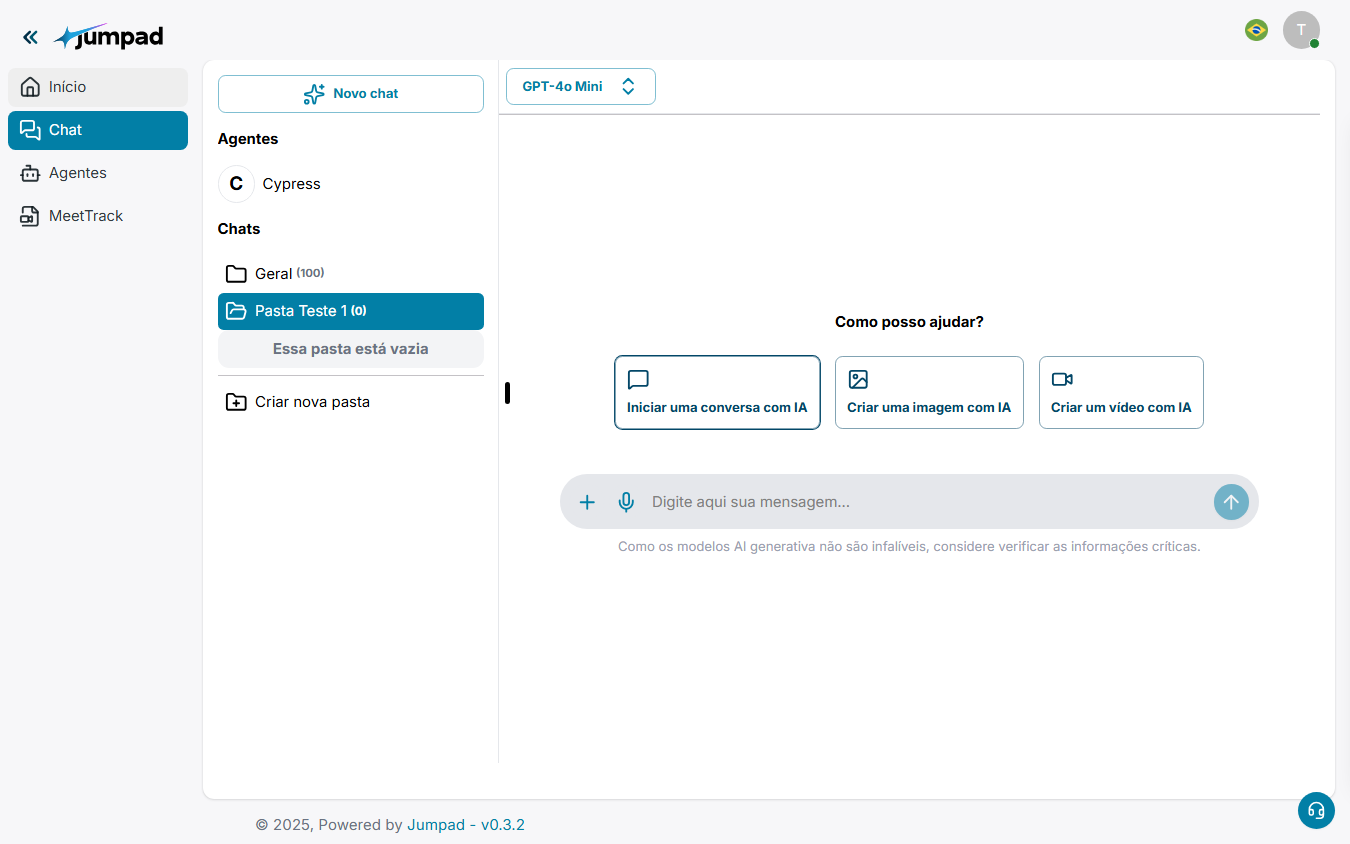 jumpad
T
Início
Chat
Agentes
MeetTrack
Novo chat
Agentes
C Cypress
Chats
Geral (100)
Pasta Teste 1 (0)
Essa pasta está vazia
Criar nova pasta
GPT-4o Mini
Como posso ajudar?
Iniciar uma conversa com IA
Criar uma imagem com IA
Criar um vídeo com IA
Digite aqui sua mensagem...
Como os modelos AI generativa não são infalíveis, considere verificar as informações críticas.
© 2025, Powered by Jumpad - v0.3.2